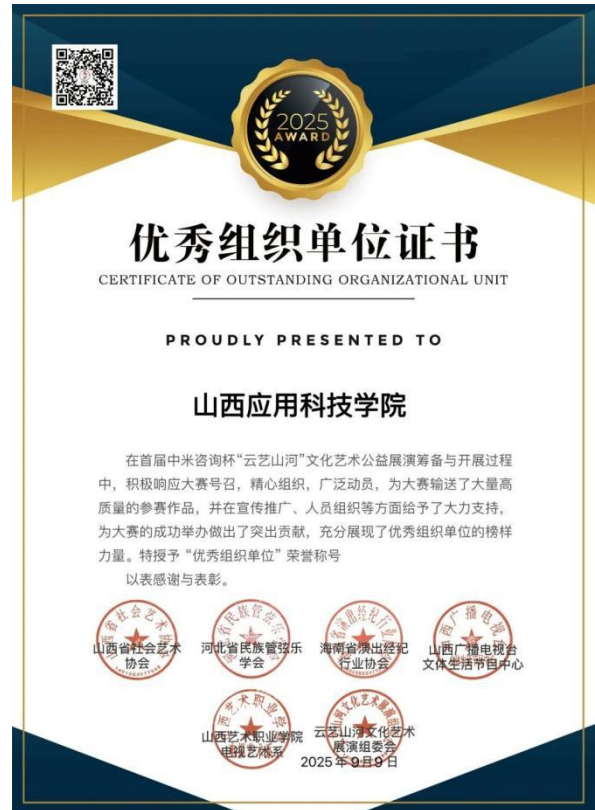 2025
AWARD
优秀组织单位证书
CERTIFICATE OF OUTSTANDING ORGANIZATIONAL UNIT
PROUDLY PRESENTED TO
山西应用科技学院
在首届中米咨询杯“云艺山河”文化艺术公益展演筹备与开展过程
中，积极响应大赛号召，精心组织，广泛动员，为大赛输送了大量高
质量的参赛作品，并在宣传推广、人员组织等方面给予了大力支持，
为大赛的成功举办做出了突出贡献，充分展现了优秀组织单位的榜样
力量。特授予“优秀组织单位”荣誉称号
以表感谢与表彰。
山西省社会艺术
协会
河北省民族管弦乐
学会
海南省演出经纪
行业协会
山西广播电视台
文体生活节目中心
山西艺术职业学院
电视艺术系
云艺山河文化艺术
展演组委会
2025年9月9日